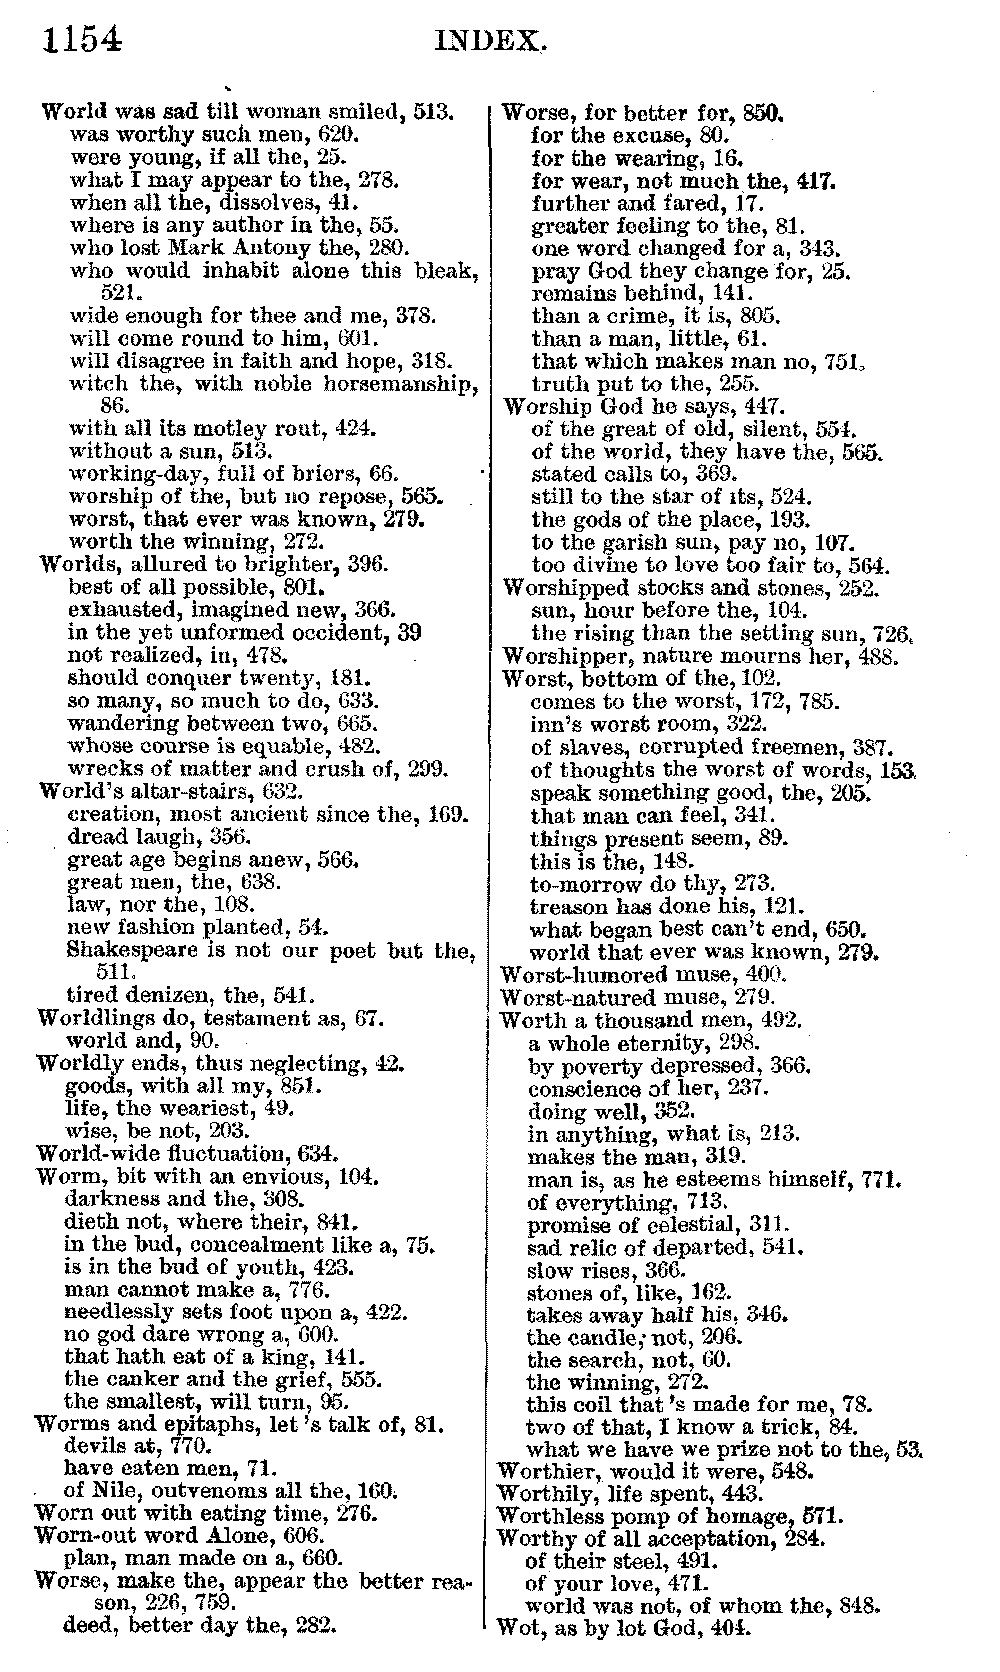 1154
INDEX.
World was sad till woman smiled, 513.
was worthy such men, 620.
were young, if all the, 25.
what I may appear to the, 278.
when all the, dissolves, 41.
where is any author in the, 55.
who lost Mark Antony the, 280.
who would inhabit alone this bleak,
521.
wide enough for thee and me, 378.
will come round to him, 601.
will disagree in faith and hope, 318.
witch the, with noble horsemanship,
86.
with all its motley rout, 424.
without a sun, 513.
working-day, full of briers, 66.
worship of the, but no repose, 565.
worst, that ever was known, 279.
worth the winning, 272.
Worlds, allured to brighter, 396.
best of all possible, 801.
exhausted, imagined new, 366.
in the yet unformed occident, 39
not realized, in, 478.
should conquer twenty, 181.
so many, so much to do, 633.
wandering between two, 665.
whose course is equable, 482.
wrecks of matter and crush of, 299.
World's altar-stairs, 632.
creation, most ancient since the, 169.
dread laugh, 356.
great age begins anew, 566.
great men, the, 638.
law, nor the, 108.
new fashion planted, 54.
Shakespeare is not our poet but the,
511.
tired denizen, the, 541.
Worldlings do, testament as, 67.
world and, 90.
Worldly ends, thus neglecting, 42.
goods, with all my, 851.
life, the weariest, 49.
wise, be not, 203.
World-wide fluctuation, 634.
Worm, bit with an envious, 104.
darkness and the, 308.
dieth not, where their, 841.
in the bud, concealment like a, 75.
is in the bud of youth, 423.
man cannot make a, 776.
needlessly sets foot upon a, 422.
no god dare wrong a, 600.
that hath eat of a king, 141.
the canker and the grief, 555.
the smallest, will turn, 95.
Worms and epitaphs, let 's talk of, 81.
devils at, 770.
have eaten men, 71.
of Nile, outvenoms all the, 160.
Worn out with eating time, 276.
Worn-out word Alone, 606.
plan, man made on a, 660.
Worse, make the, appear the better rea-
son, 226, 759.
deed, better day the, 282.
Worse, for better for, 850.
for the excuse, 80.
for the wearing, 16.
for wear, not much the, 417.
further and fared, 17.
greater feeling to the, 81.
one word changed for a, 343.
pray God they change for, 25.
remains behind, 141.
than a crime, it is, 805.
than a man, little, 61.
that which makes man no, 751.
truth put to the, 255.
Worship God he says, 447.
of the great of old, silent, 554.
of the world, they have the, 565.
stated calls to, 369.
still to the star of its, 524.
the gods of the place, 193.
to the garish sun, pay no, 107.
too divine to love too fair to, 564.
Worshipped stocks and stones, 252.
sun, hour before the, 104.
the rising than the setting sun, 726.
Worshipper, nature mourns her, 488.
Worst, bottom of the, 102.
comes to the worst, 172, 785.
inn's worst room, 322.
of slaves, corrupted freemen, 387.
of thoughts the worst of words, 153.
speak something good, the, 205.
that man can feel, 341.
things present seem, 89.
this is the, 148.
to-morrow do thy, 273.
treason has done his, 121.
what began best can't end, 650.
world that ever was known, 279.
Worst-humored muse, 400.
Worst-natured muse, 279.
Worth a thousand men, 492.
a whole eternity, 298.
by poverty depressed, 366.
conscience of her, 237.
doing well, 352.
in anything, what is, 213.
makes the man, 319.
man is, as he esteems himself, 771.
of everything, 713.
promise of celestial, 311.
sad relic of departed, 541.
slow rises, 366.
stones of, like, 162.
takes away half his, 346.
the candle, not, 206.
the search, not, 60.
the winning, 272.
this coil that 's made for me, 78.
two of that, I know a trick, 84.
what we have we prize not to the, 53.
Worthier, would it were, 548.
Worthily, life spent, 443.
Worthless pomp of homage, 571.
Worthy of all acceptation, 284.
of their steel, 491.
of your love, 471.
world was not, of whom the, 848.
Wot, as by lot God, 404.